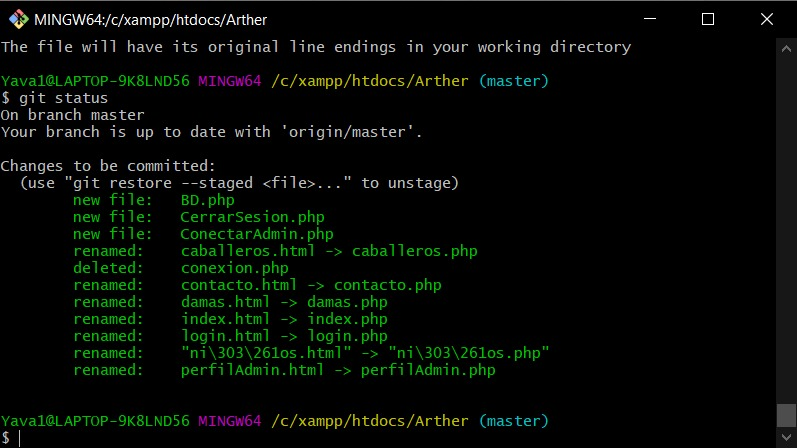 MINGW64:/c/xampp/htdocs/Arther
The file will have its original line endings in your working directory
Yava1@LAPTOP-9K8LND56 MINGW64 /c/xampp/htdocs/Arther (master)
$ git status
On branch master
Your branch is up to date with 'origin/master'.
Changes to be committed:
(use "git restore --staged <file>..." to unstage)
new file: BD.php
new file: CerrarSesion.php
new file: ConectarAdmin.php
renamed: caballeros.html -> caballeros.php
deleted: conexion.php
renamed: contacto.html -> contacto.php
renamed: damas.html -> damas.php
renamed: index.html -> index.php
renamed: login.html -> login.php
renamed: "ni\303\261os.html" -> "ni\303\261os.php"
renamed: perfilAdmin.html -> perfilAdmin.php
Yava1@LAPTOP-9K8LND56 MINGW64 /c/xampp/htdocs/Arther (master)
$